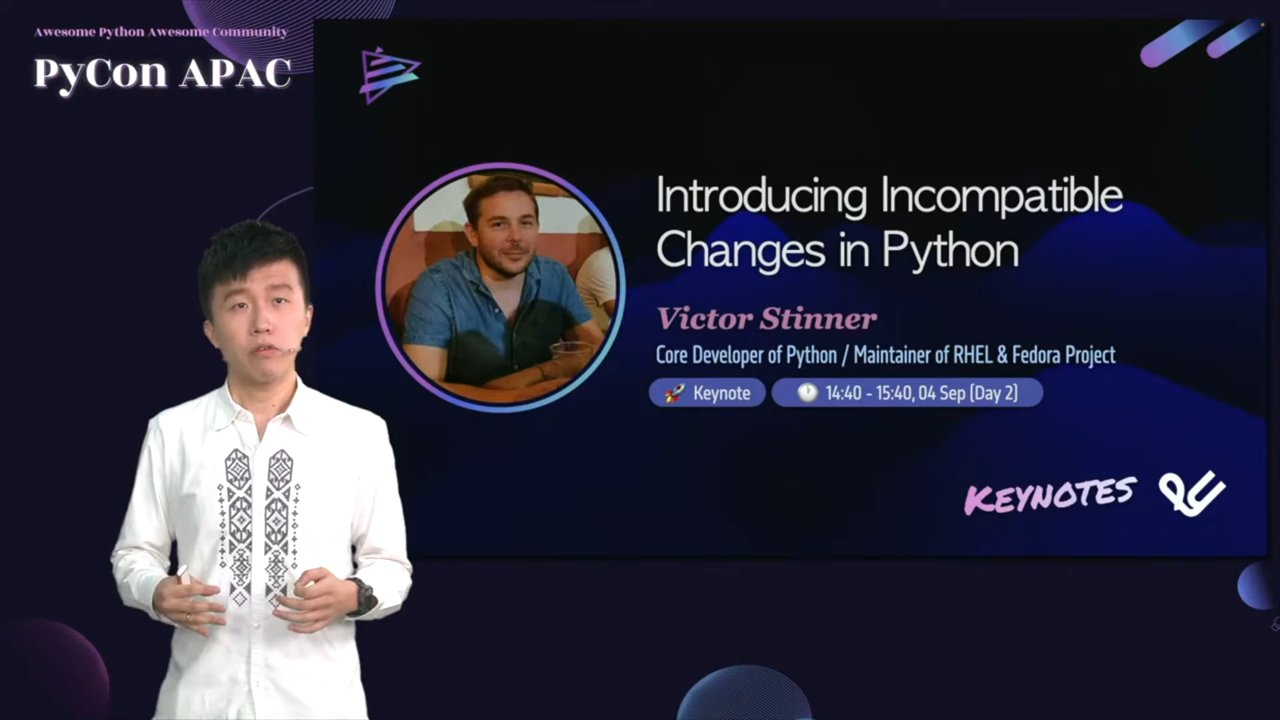 Awesome Python Awesome Community
PyCon APAC
Introducing Incompatible
Changes in Python
Victor Stinner
Core Developer of Python / Maintainer of RHEL & Fedora Project
Keynote
14:40 - 15:40, 04 Sep (Day 2)
KEYNOTES